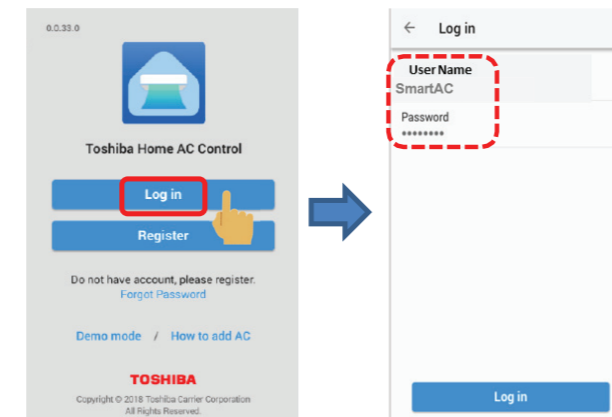 0.0.33.0
Toshiba Home AC Control
Log in
Register
Do not have account, please register.
Forgot Password
Demo mode / How to add AC
TOSHIBA
Copyright © 2018 Toshiba Carrier Corporation
All Rights Reserved.
← Log in
User Name
SmartAC
Password
••••••••
Log in